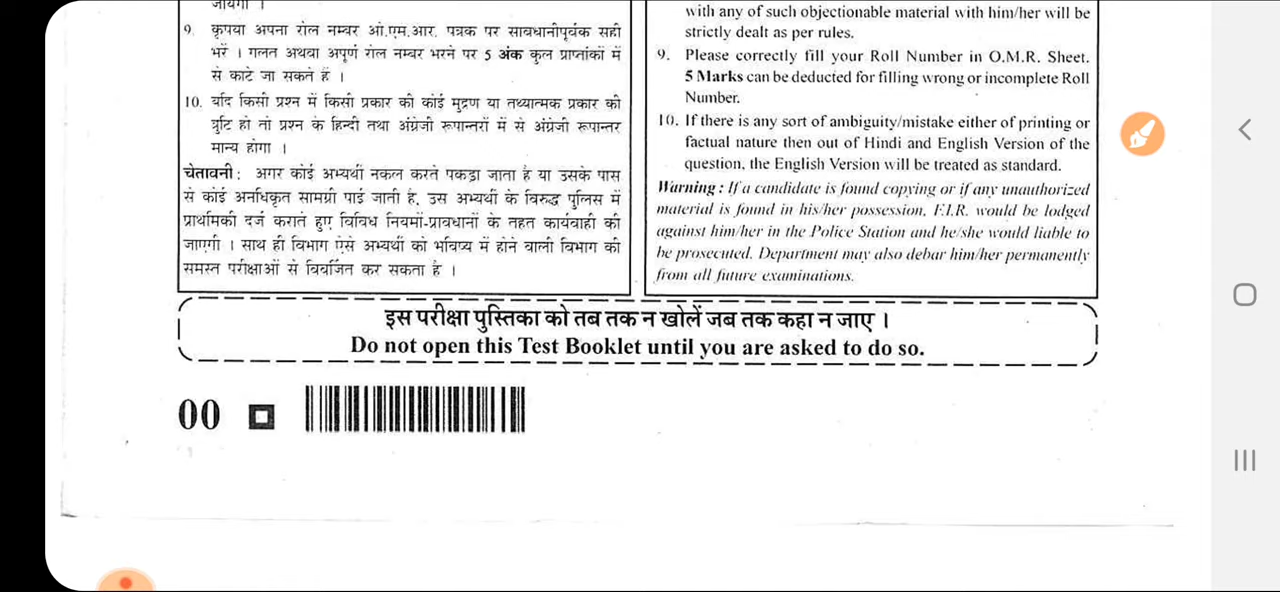 जायेगी ।
9. कृपया अपना रोल नम्बर ओ.एम.आर. पत्रक पर सावधानीपूर्वक सही
भरें । गलत अथवा अपूर्ण रोल नम्बर भरने पर 5 अंक कुल प्राप्तांकों में
से काटे जा सकते हैं ।
10. यदि किसी प्रश्न में किसी प्रकार की कोई मुद्रण या तथ्यात्मक प्रकार की
त्रुटि हो तो प्रश्न के हिन्दी तथा अंग्रेजी रूपान्तरों में से अंग्रेजी रूपान्तर
मान्य होगा ।
चेतावनी : अगर कोई अभ्यर्थी नकल करते पकड़ा जाता है या उसके पास
से कोई अनधिकृत सामग्री पाई जाती है, उस अभ्यर्थी के विरुद्ध पुलिस में
प्राथमिकी दर्ज कराते हुए विविध नियमों-प्रावधानों के तहत कार्यवाही की
जाएगी । साथ ही विभाग ऐसे अभ्यर्थी को भविष्य में होने वाली विभाग की
समस्त परीक्षाओं से विवर्जित कर सकता है ।
with any of such objectionable material with him/her will be
strictly dealt as per rules.
9. Please correctly fill your Roll Number in O.M.R. Sheet.
5 Marks can be deducted for filling wrong or incomplete Roll
Number.
10. If there is any sort of ambiguity/mistake either of printing or
factual nature then out of Hindi and English Version of the
question, the English Version will be treated as standard.
Warning : If a candidate is found copying or if any unauthorized
material is found in his/her possession, F.I.R. would be lodged
against him/her in the Police Station and he/she would liable to
be prosecuted. Department may also debar him/her permanently
from all future examinations.
इस परीक्षा पुस्तिका को तब तक न खोलें जब तक कहा न जाए ।
Do not open this Test Booklet until you are asked to do so.
00